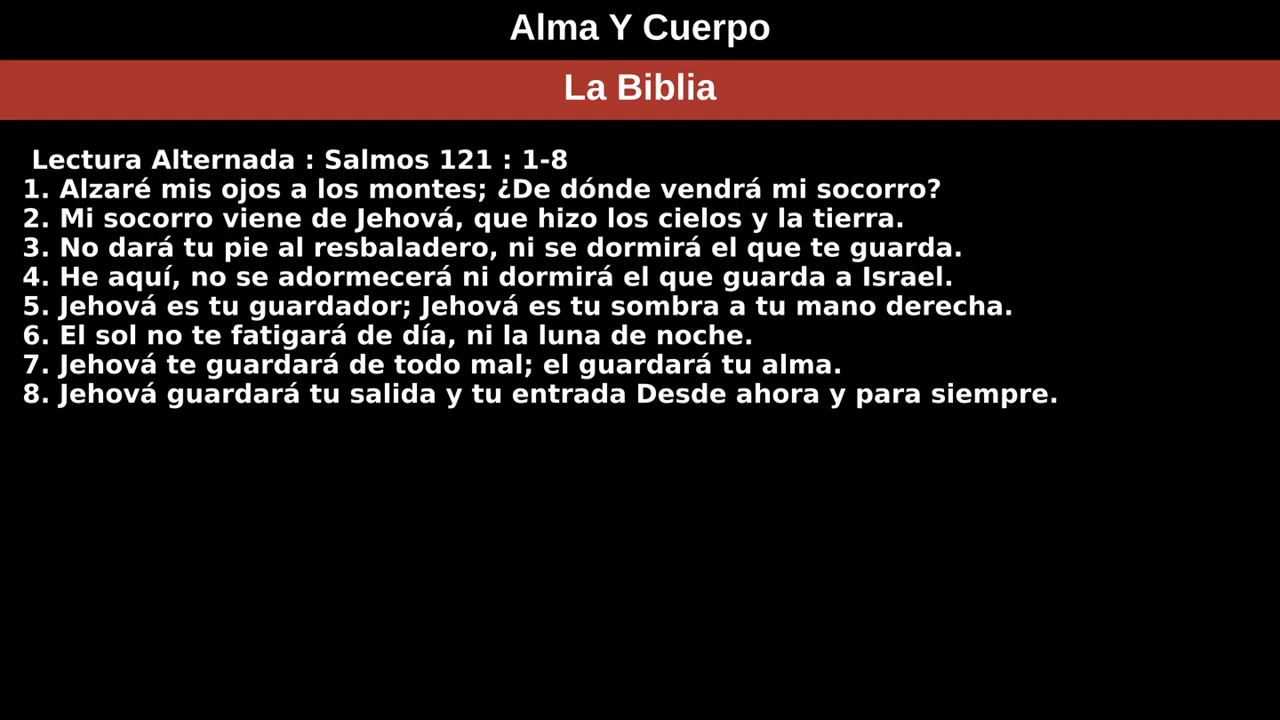 Alma Y Cuerpo
La Biblia
Lectura Alternada : Salmos 121 : 1-8
1. Alzaré mis ojos a los montes; ¿De dónde vendrá mi socorro?
2. Mi socorro viene de Jehová, que hizo los cielos y la tierra.
3. No dará tu pie al resbaladero, ni se dormirá el que te guarda.
4. He aquí, no se adormecerá ni dormirá el que guarda a Israel.
5. Jehová es tu guardador; Jehová es tu sombra a tu mano derecha.
6. El sol no te fatigará de día, ni la luna de noche.
7. Jehová te guardará de todo mal; el guardará tu alma.
8. Jehová guardará tu salida y tu entrada Desde ahora y para siempre.